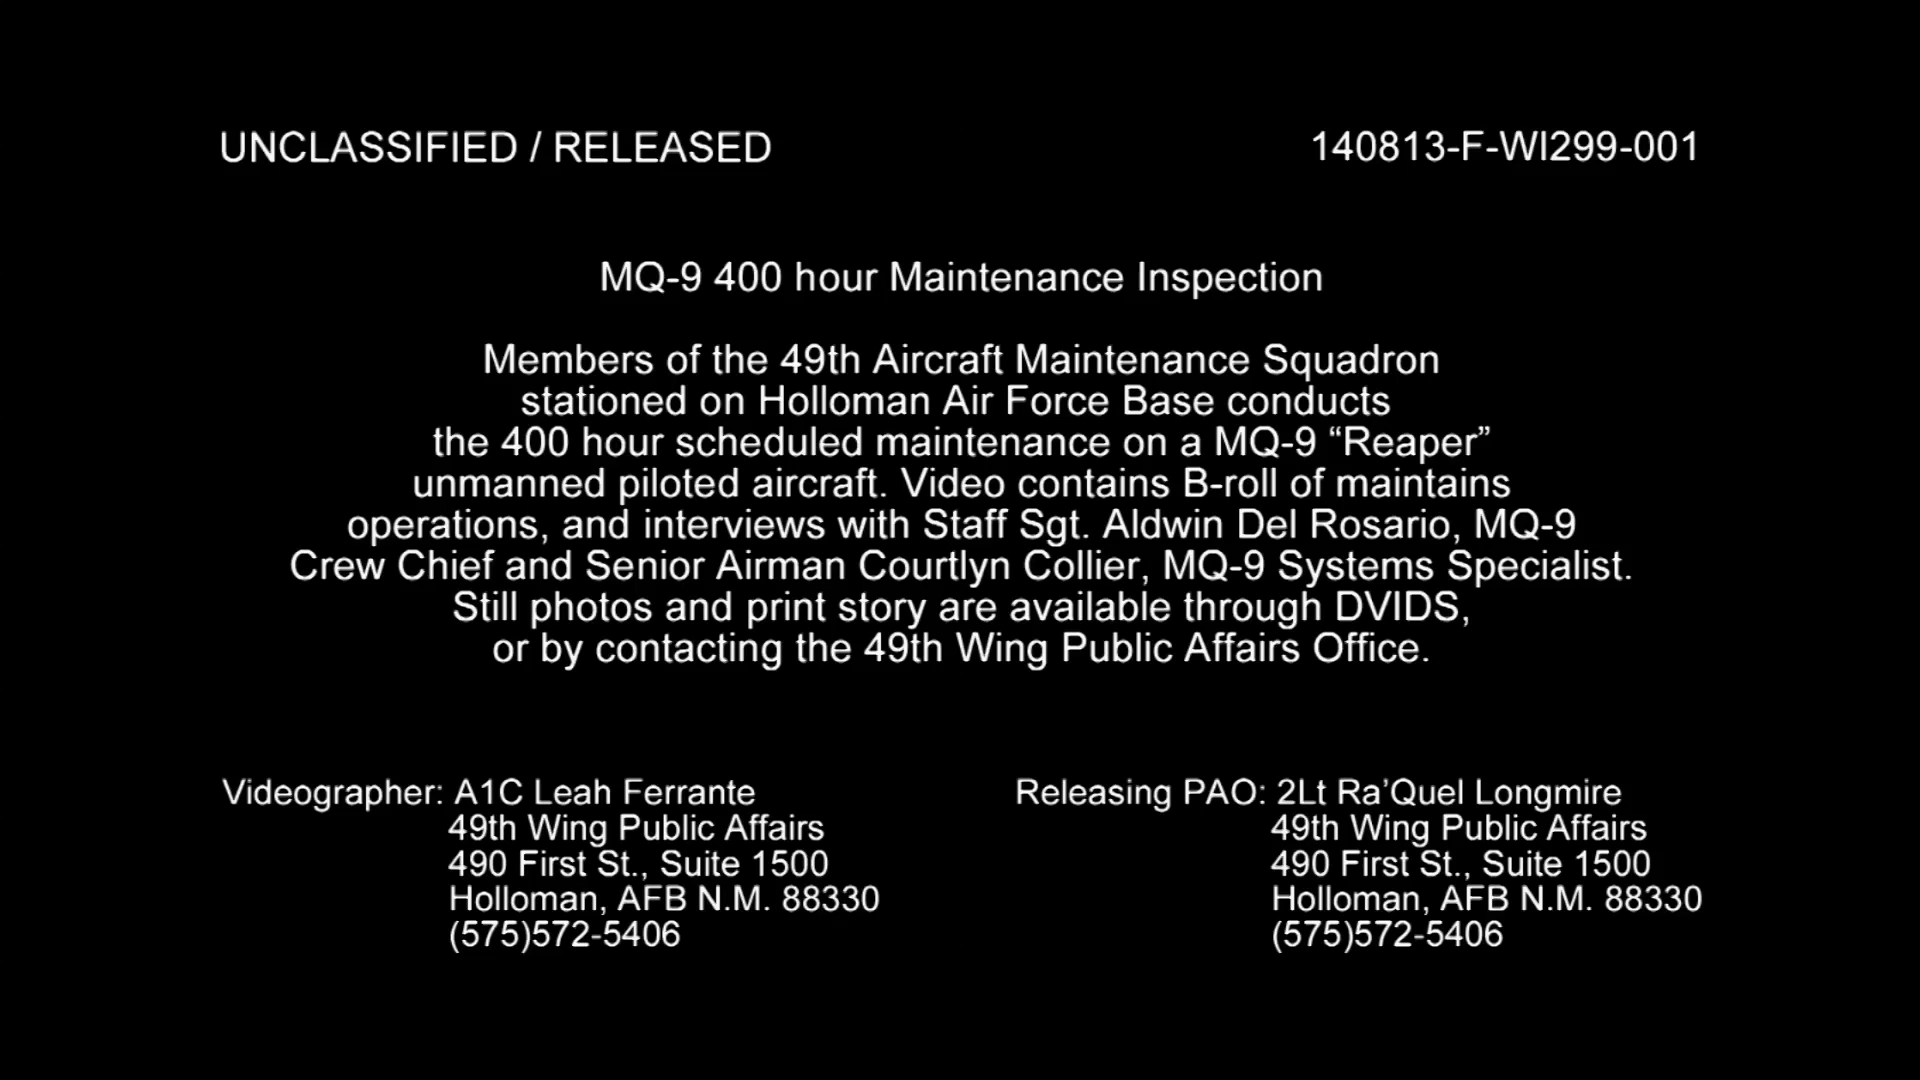 UNCLASSIFIED / RELEASED
140813-F-WI299-001
MQ-9 400 hour Maintenance Inspection
Members of the 49th Aircraft Maintenance Squadron
stationed on Holloman Air Force Base conducts
the 400 hour scheduled maintenance on a MQ-9 “Reaper”
unmanned piloted aircraft. Video contains B-roll of maintains
operations, and interviews with Staff Sgt. Aldwin Del Rosario, MQ-9
Crew Chief and Senior Airman Courtlyn Collier, MQ-9 Systems Specialist.
Still photos and print story are available through DVIDS,
or by contacting the 49th Wing Public Affairs Office.
Videographer: A1C Leah Ferrante
49th Wing Public Affairs
490 First St., Suite 1500
Holloman, AFB N.M. 88330
(575)572-5406
Releasing PAO: 2Lt Ra’Quel Longmire
49th Wing Public Affairs
490 First St., Suite 1500
Holloman, AFB N.M. 88330
(575)572-5406